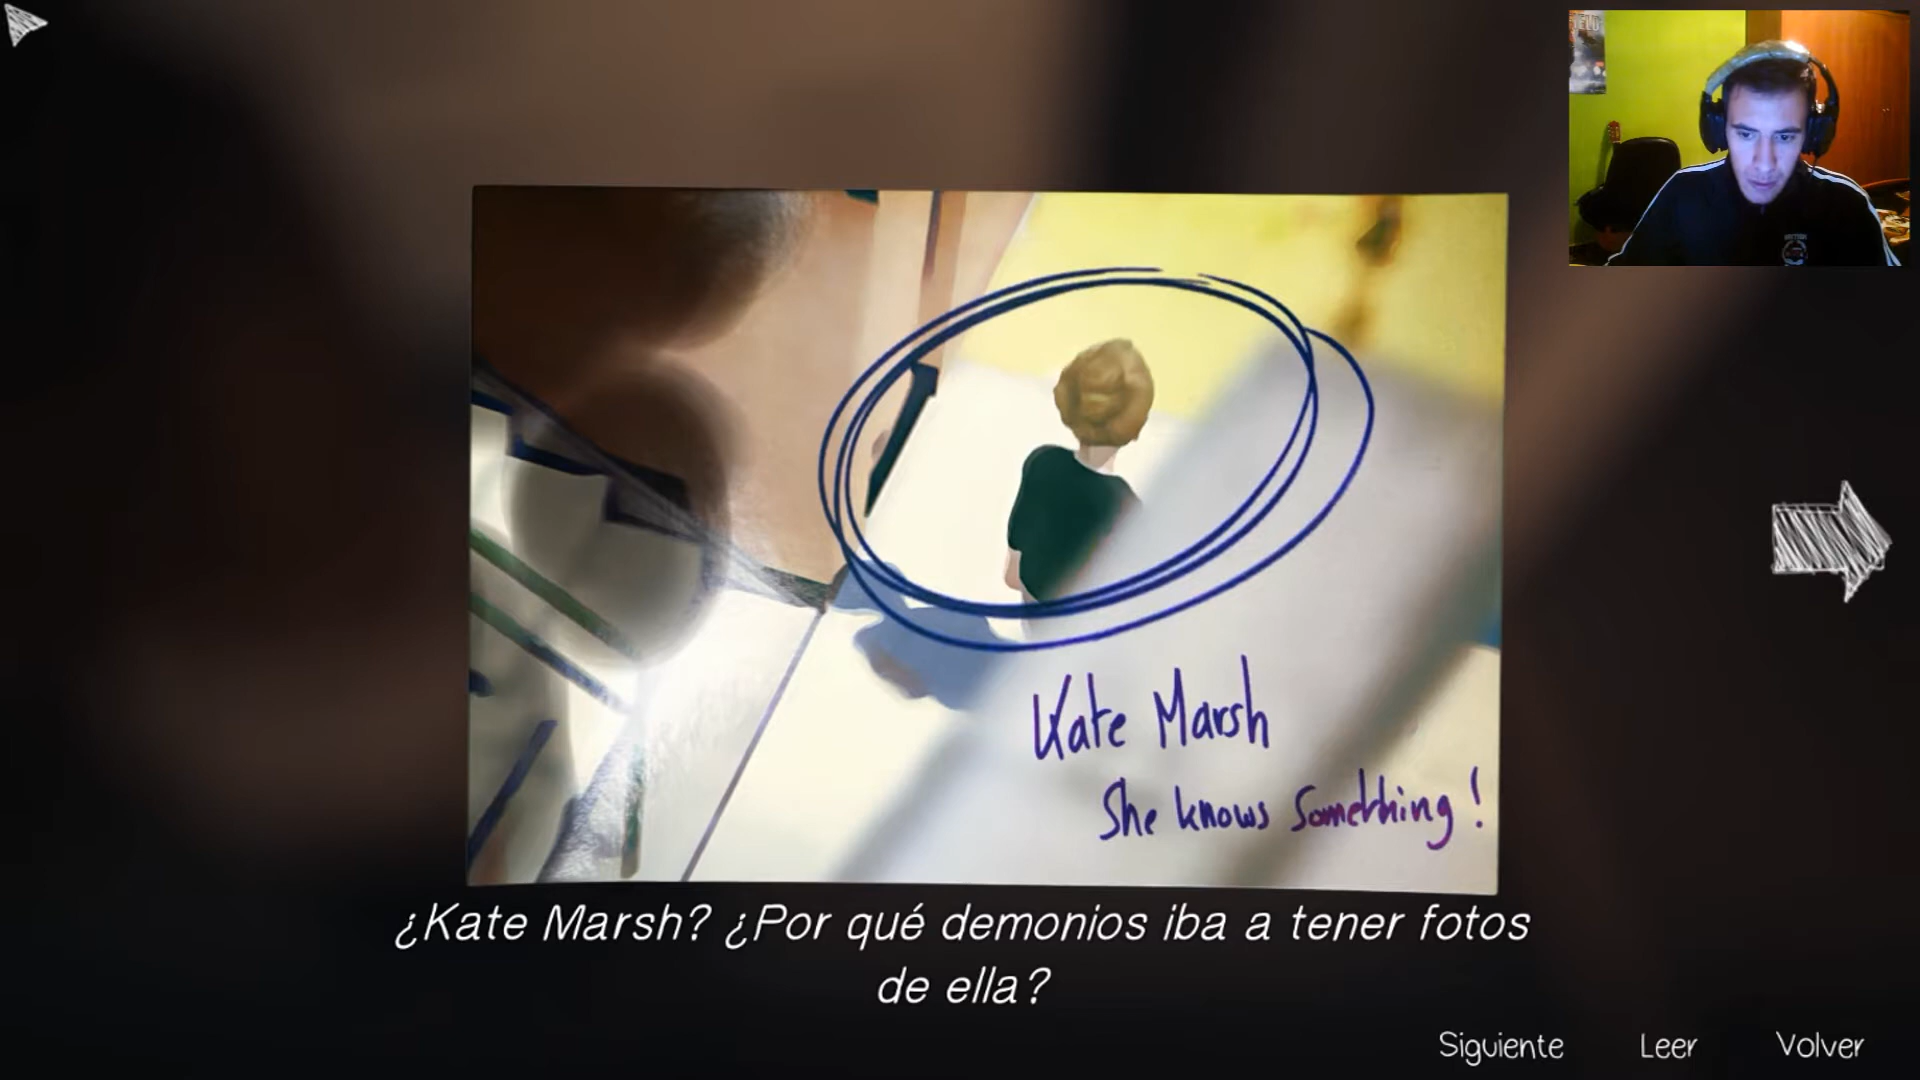 Kate Marsh
She knows Something!
¿Kate Marsh? ¿Por qué demonios iba a tener fotos
de ella?
Siguiente Leer Volver